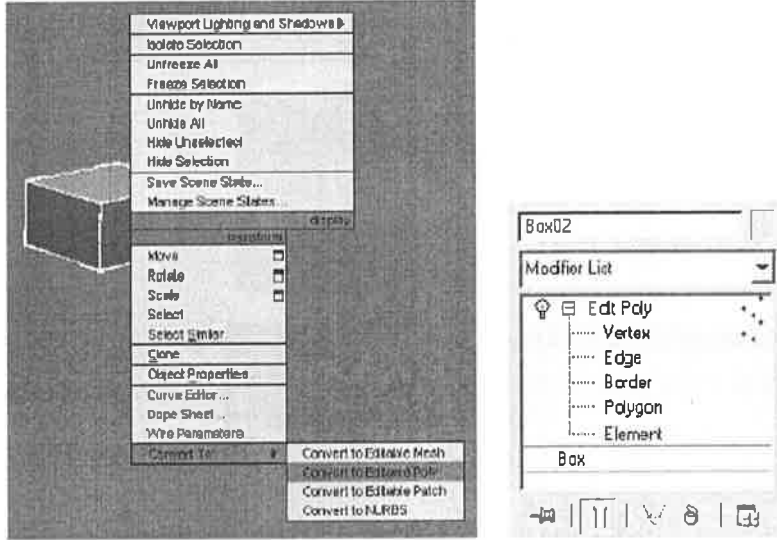 Viewport Lighting and Shadows
Isolate Selection
Unfreeze All
Freeze Selection
Unhide by Name
Unhide All
Hide Unselected
Hide Selection
Save Scene State...
Manage Scene States...
display
transform
Move
Rotate
Scale
Select
Select Similar
Clone
Object Properties...
Curve Editor...
Dope Sheet...
Wire Parameters
Convert To:
Convert to Editable Mesh
Convert to Editable Poly
Convert to Editable Patch
Convert to NURBS
Box02
Modifier List
Edit Poly
Vertex
Edge
Border
Polygon
Element
Box